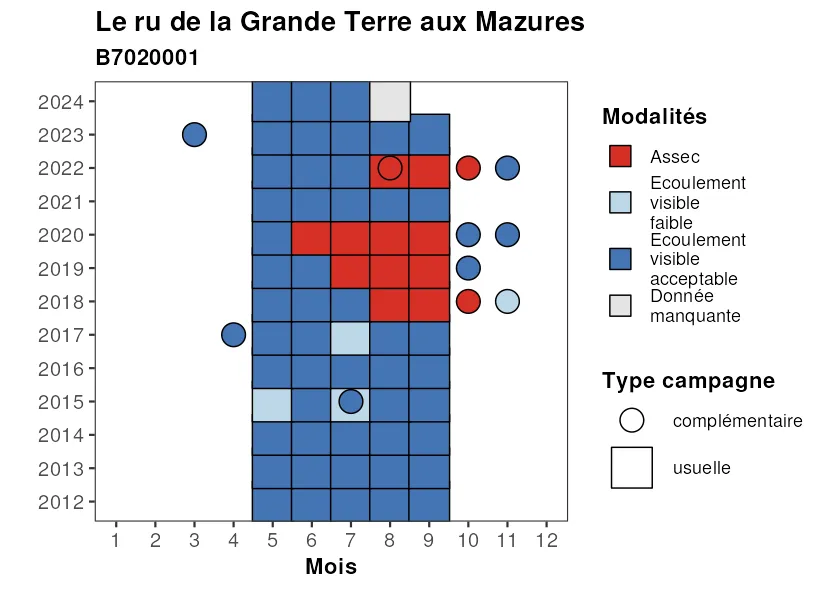 Le ru de la Grande Terre aux Mazures
B7020001
2024
2023
2022
2021
2020
2019
2018
2017
2016
2015
2014
2013
2012
1 2 3 4 5 6 7 8 9 10 11 12
Mois
Modalités
Assec
Ecoulement
visible
faible
Ecoulement
visible
acceptable
Donnée
manquante
Type campagne
complémentaire
usuelle